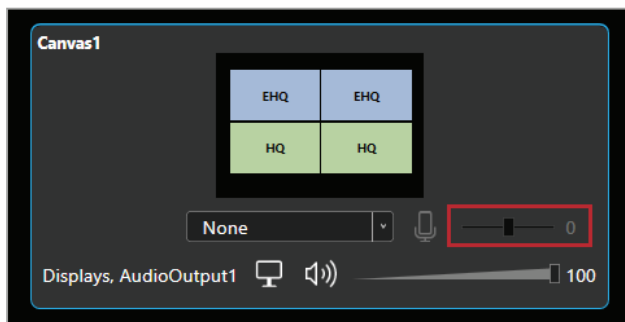 Canvas1
EHQ EHQ
HQ HQ
None 0
Displays, AudioOutput1 100